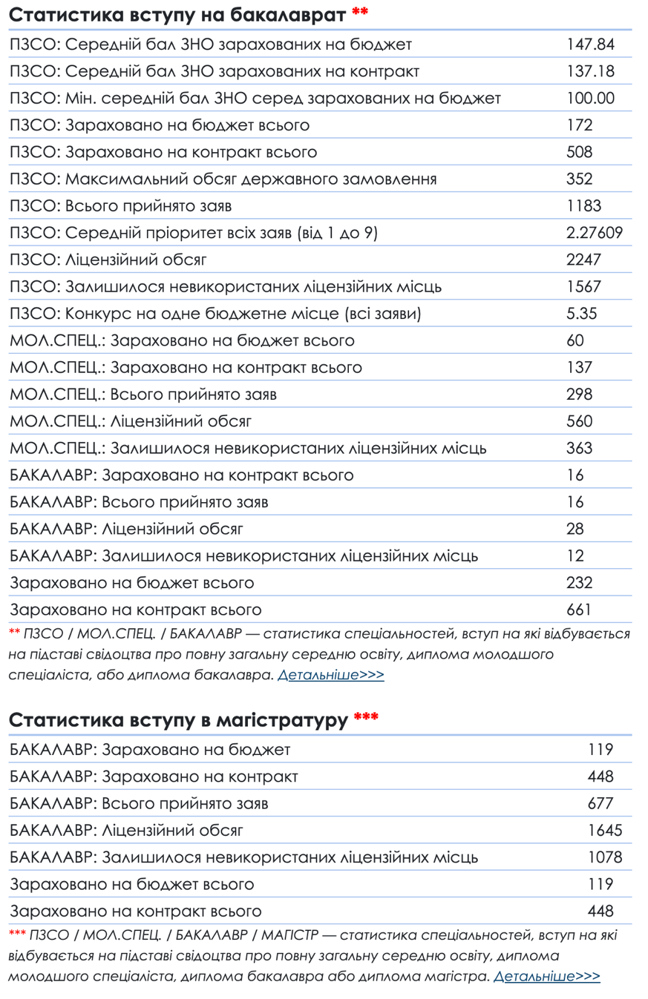 Статистика вступу на бакалаврат **
ПЗСО: Середній бал ЗНО зарахованих на бюджет 147.84
ПЗСО: Середній бал ЗНО зарахованих на контракт 137.18
ПЗСО: Мін. середній бал ЗНО серед зарахованих на бюджет 100.00
ПЗСО: Зараховано на бюджет всього 172
ПЗСО: Зараховано на контракт всього 508
ПЗСО: Максимальний обсяг державного замовлення 352
ПЗСО: Всього прийнято заяв 1183
ПЗСО: Середній пріоритет всіх заяв (від 1 до 9) 2.27609
ПЗСО: Ліцензійний обсяг 2247
ПЗСО: Залишилося невикористаних ліцензійних місць 1567
ПЗСО: Конкурс на одне бюджетне місце (всі заяви) 5.35
МОЛ.СПЕЦ.: Зараховано на бюджет всього 60
МОЛ.СПЕЦ.: Зараховано на контракт всього 137
МОЛ.СПЕЦ.: Всього прийнято заяв 298
МОЛ.СПЕЦ.: Ліцензійний обсяг 560
МОЛ.СПЕЦ.: Залишилося невикористаних ліцензійних місць 363
БАКАЛАВР: Зараховано на контракт всього 16
БАКАЛАВР: Всього прийнято заяв 16
БАКАЛАВР: Ліцензійний обсяг 28
БАКАЛАВР: Залишилося невикористаних ліцензійних місць 12
Зараховано на бюджет всього 232
Зараховано на контракт всього 661
** ПЗСО / МОЛ.СПЕЦ. / БАКАЛАВР — статистика спеціальностей, вступ на які відбувається
на підставі свідоцтва про повну загальну середню освіту, диплома молодшого
спеціаліста, або диплома бакалавра. Детальніше>>>
Статистика вступу в магістратуру ***
БАКАЛАВР: Зараховано на бюджет 119
БАКАЛАВР: Зараховано на контракт 448
БАКАЛАВР: Всього прийнято заяв 677
БАКАЛАВР: Ліцензійний обсяг 1645
БАКАЛАВР: Залишилося невикористаних ліцензійних місць 1078
Зараховано на бюджет всього 119
Зараховано на контракт всього 448
*** ПЗСО / МОЛ.СПЕЦ. / БАКАЛАВР / МАГІСТР — статистика спеціальностей, вступ на які
відбувається на підставі свідоцтва про повну загальну середню освіту, диплома
молодшого спеціаліста, диплома бакалавра або диплома магістра. Детальніше>>>